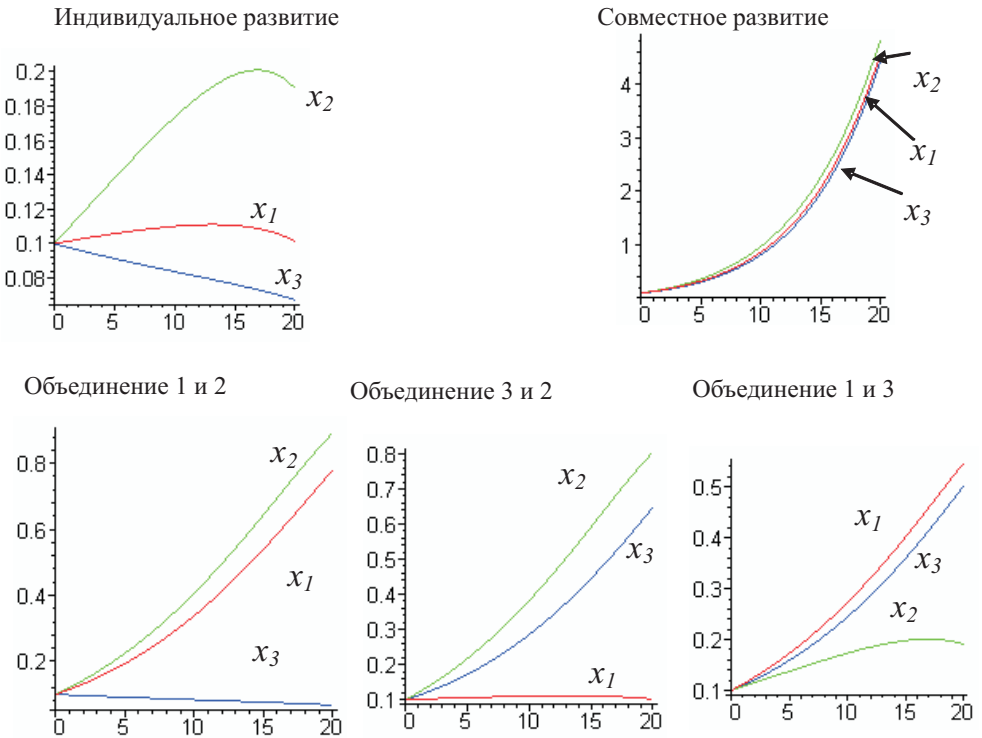 Индивидуальное развитие
0.2
0.18
0.16
0.14
0.12
0.1
0.08
0 5 10 15 20
x2
x1
x3
Совместное развитие
4
3
2
1
0 5 10 15 20
x2
x1
x3
Объединение 1 и 2
0.8
0.6
0.4
0.2
0 5 10 15 20
x2
x1
x3
Объединение 3 и 2
0.8
0.7
0.6
0.5
0.4
0.3
0.2
0.1
0 5 10 15 20
x2
x3
x1
Объединение 1 и 3
0.5
0.4
0.3
0.2
0.1
0 5 10 15 20
x1
x3
x2